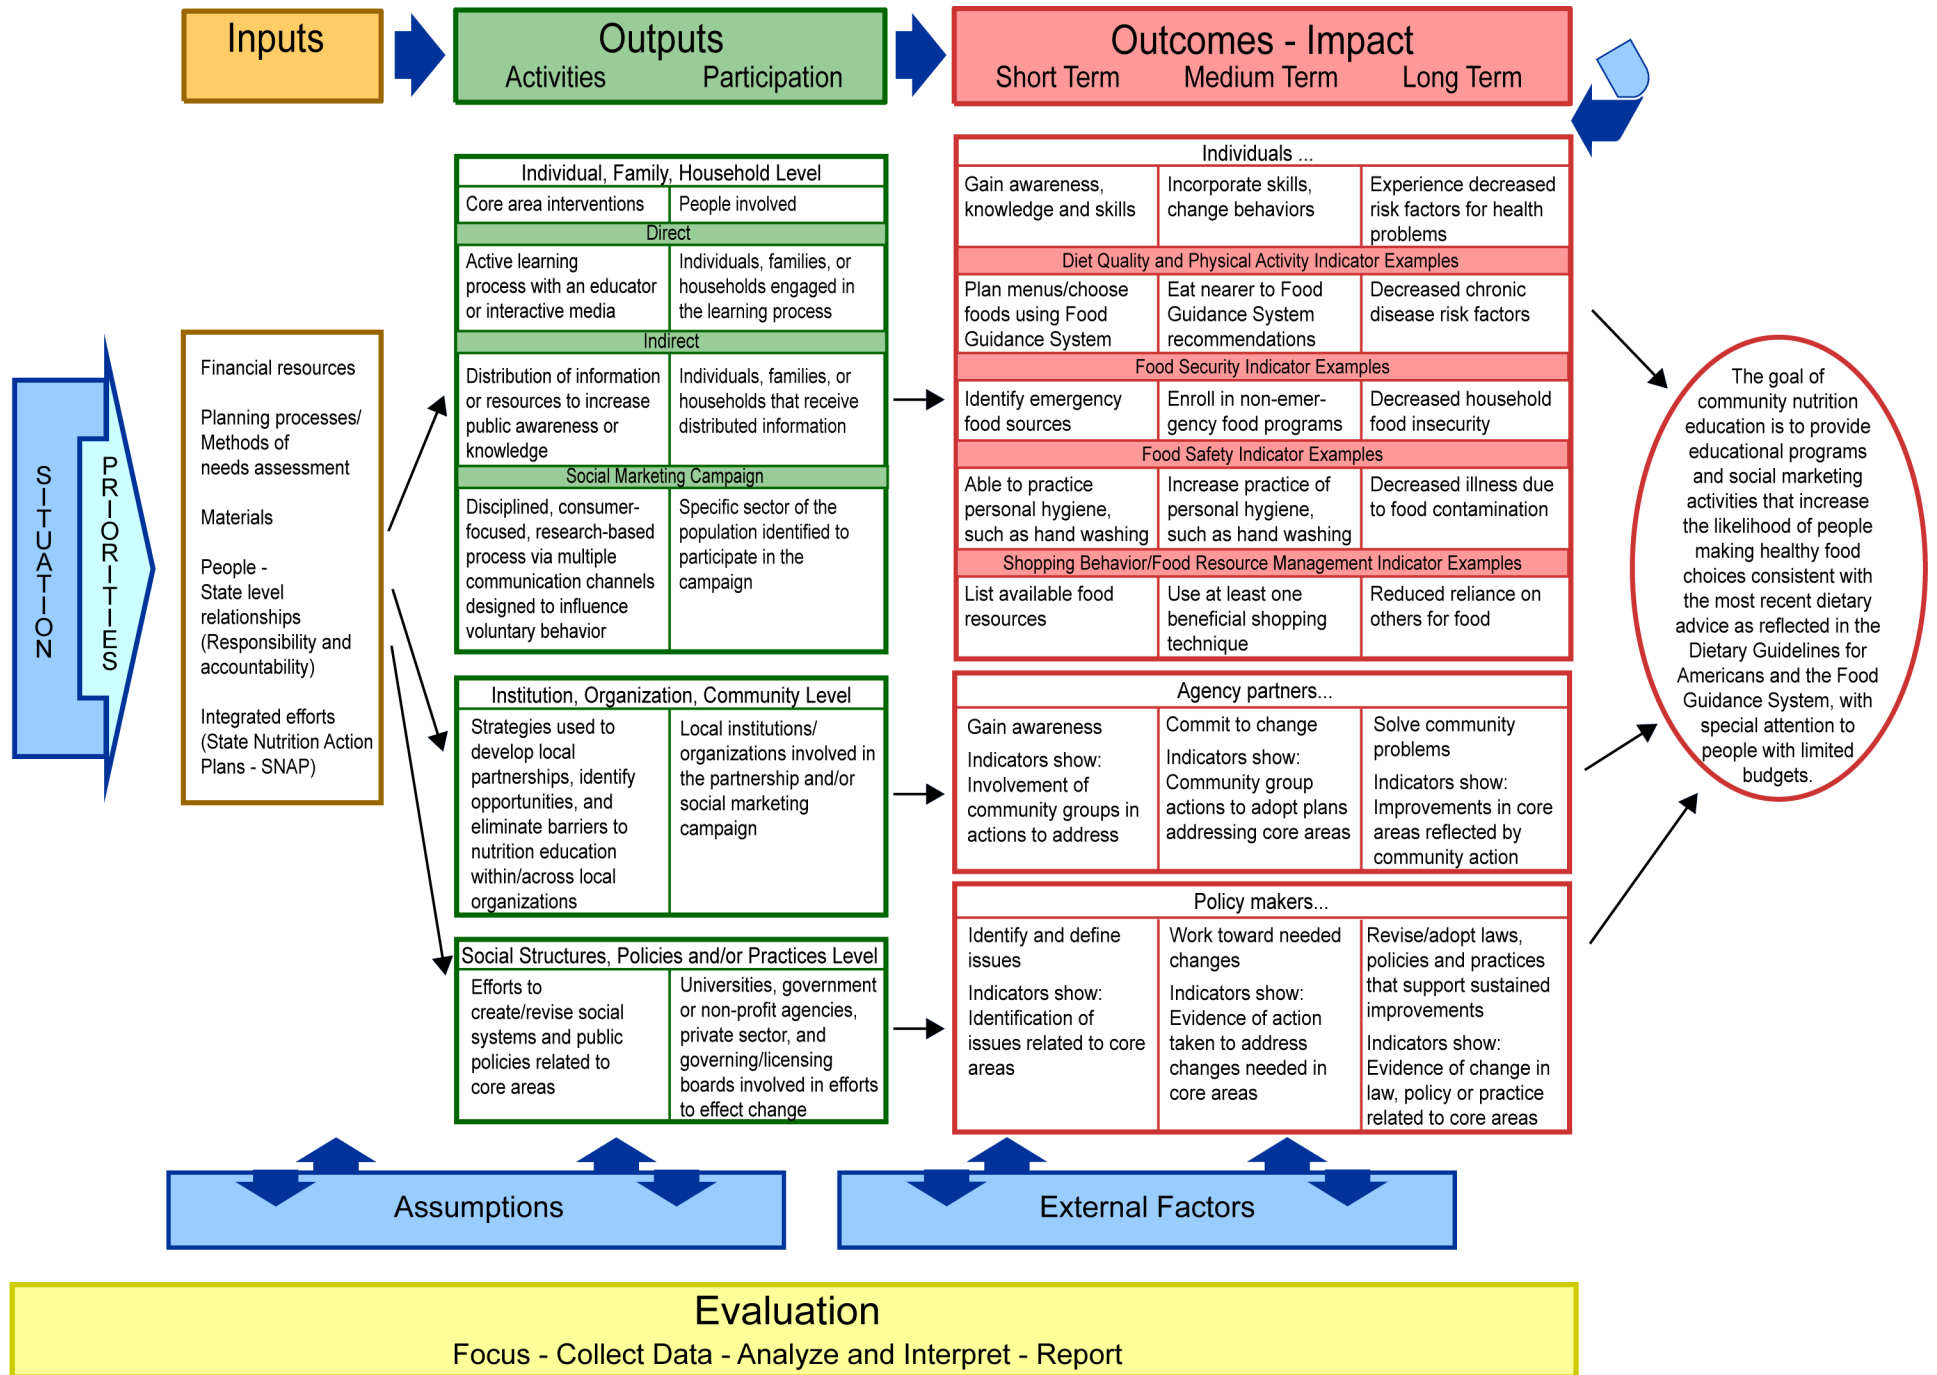 Inputs
Outputs
Activities
Participation
Outcomes - Impact
Short Term
Medium Term
Long Term
SITUATION
PRIORITIES
Financial resources
Planning processes/
Methods of
needs assessment
Materials
People -
State level
relationships
(Responsibility and
accountability)
Integrated efforts
(State Nutrition Action
Plans - SNAP)
Individual, Family, Household Level
Core area interventions
People involved
Direct
Active learning
process with an educator
or interactive media
Individuals, families, or
households engaged in
the learning process
Indirect
Distribution of information
or resources to increase
public awareness or
knowledge
Individuals, families, or
households that receive
distributed information
Social Marketing Campaign
Disciplined, consumer-
focused, research-based
process via multiple
communication channels
designed to influence
voluntary behavior
Specific sector of the
population identified to
participate in the
campaign
Institution, Organization, Community Level
Strategies used to
develop local
partnerships, identify
opportunities, and
eliminate barriers to
nutrition education
within/across local
organizations
Local institutions/
organizations involved in
the partnership and/or
social marketing
campaign
Social Structures, Policies and/or Practices Level
Efforts to
create/revise social
systems and public
policies related to
core areas
Universities, government
or non-profit agencies,
private sector, and
governing/licensing
boards involved in efforts
to effect change
Individuals ...
Gain awareness,
knowledge and skills
Incorporate skills,
change behaviors
Experience decreased
risk factors for health
problems
Diet Quality and Physical Activity Indicator Examples
Plan menus/choose
foods using Food
Guidance System
Eat nearer to Food
Guidance System
recommendations
Decreased chronic
disease risk factors
Food Security Indicator Examples
Identify emergency
food sources
Enroll in non-emer-
gency food programs
Decreased household
food insecurity
Food Safety Indicator Examples
Able to practice
personal hygiene,
such as hand washing
Increase practice of
personal hygiene,
such as hand washing
Decreased illness due
to food contamination
Shopping Behavior/Food Resource Management Indicator Examples
List available food
resources
Use at least one
beneficial shopping
technique
Reduced reliance on
others for food
Agency partners...
Gain awareness
Indicators show:
Involvement of
community groups in
actions to address
Commit to change
Indicators show:
Community group
actions to adopt plans
addressing core areas
Solve community
problems
Indicators show:
Improvements in core
areas reflected by
community action
Policy makers...
Identify and define
issues
Indicators show:
Identification of
issues related to core
areas
Work toward needed
changes
Indicators show:
Evidence of action
taken to address
changes needed in
core areas
Revise/adopt laws,
policies and practices
that support sustained
improvements
Indicators show:
Evidence of change in
law, policy or practice
related to core areas
The goal of
community nutrition
education is to provide
educational programs
and social marketing
activities that increase
the likelihood of people
making healthy food
choices consistent with
the most recent dietary
advice as reflected in the
Dietary Guidelines for
Americans and the Food
Guidance System, with
special attention to
people with limited
budgets.
Assumptions
External Factors
Evaluation
Focus - Collect Data - Analyze and Interpret - Report